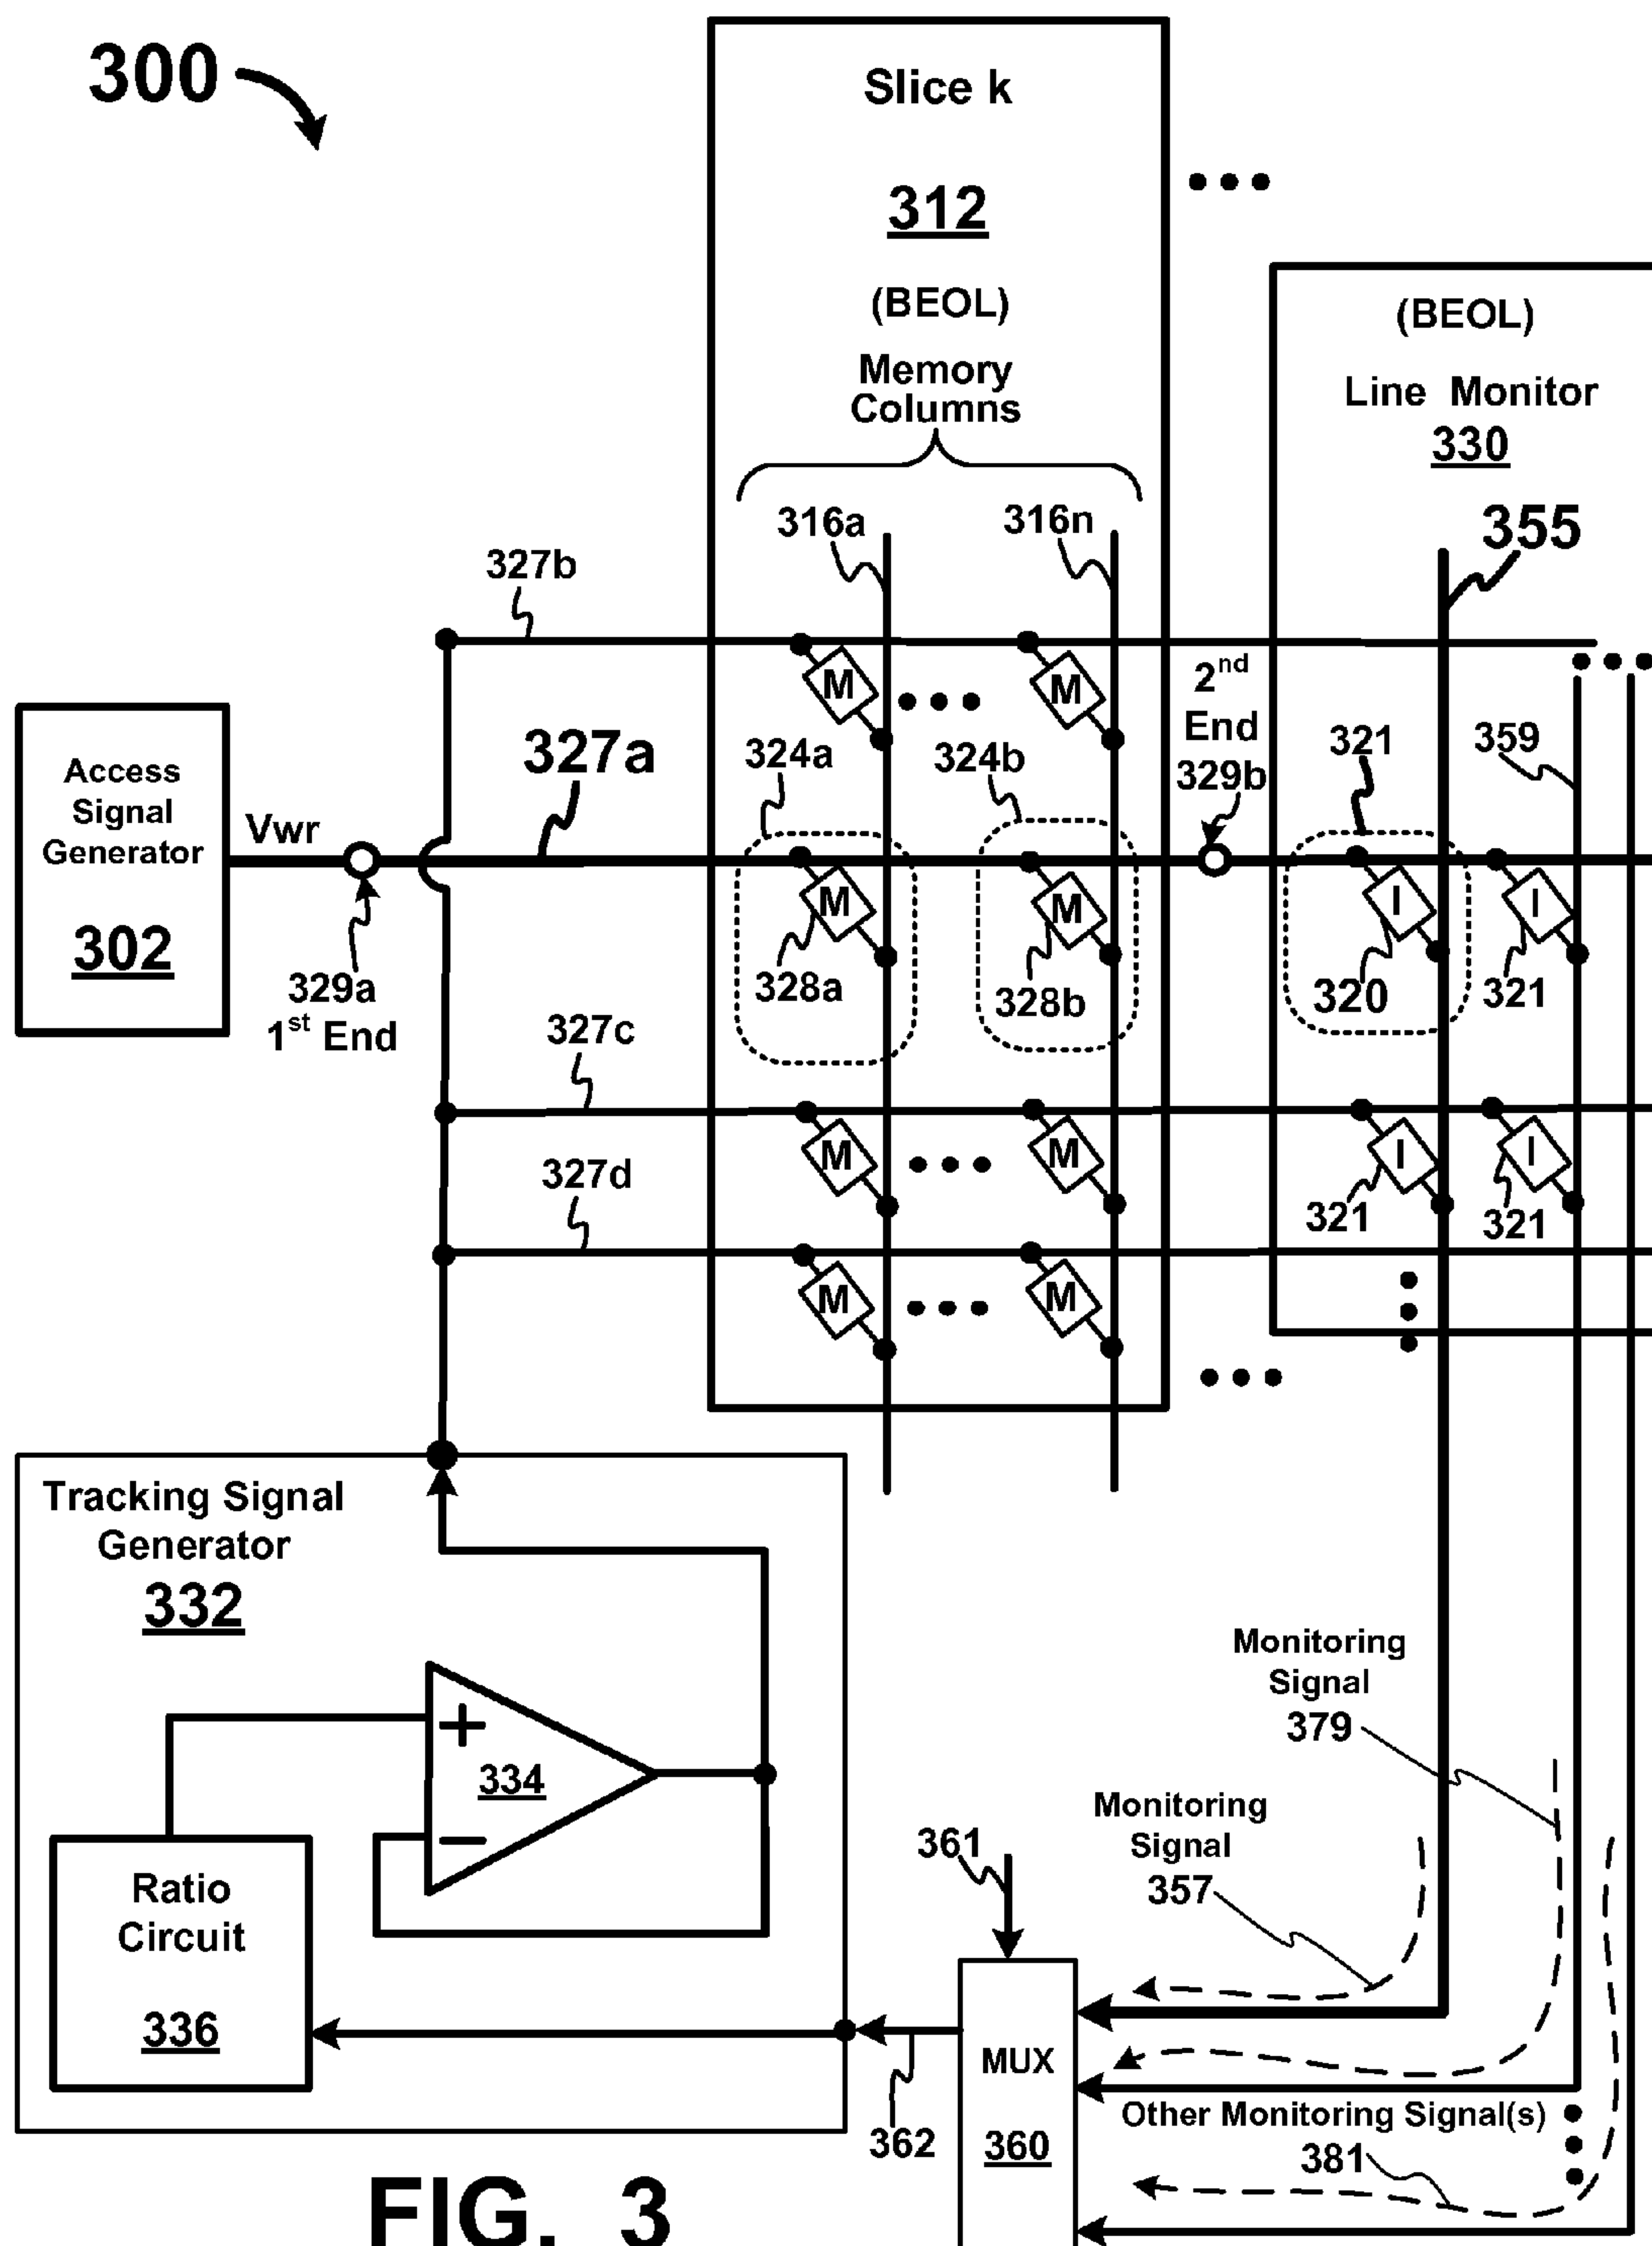 300
Slice k
312
(BEOL)
Memory
Columns
(BEOL)
Line Monitor
330
355
316a
316n
327b
2nd
End
329b
327a
324a
324b
321
359
Access
Signal
Generator
302
Vwr
M
M
M
M
I
I
329a
1st End
328a
328b
320
321
327c
M
M
I
I
321
321
327d
M
M
Tracking Signal
Generator
332
+
334
−
Ratio
Circuit
336
Monitoring
Signal
379
Monitoring
Signal
357
361
MUX
360
362
Other Monitoring Signal(s)
381
FIG. 3